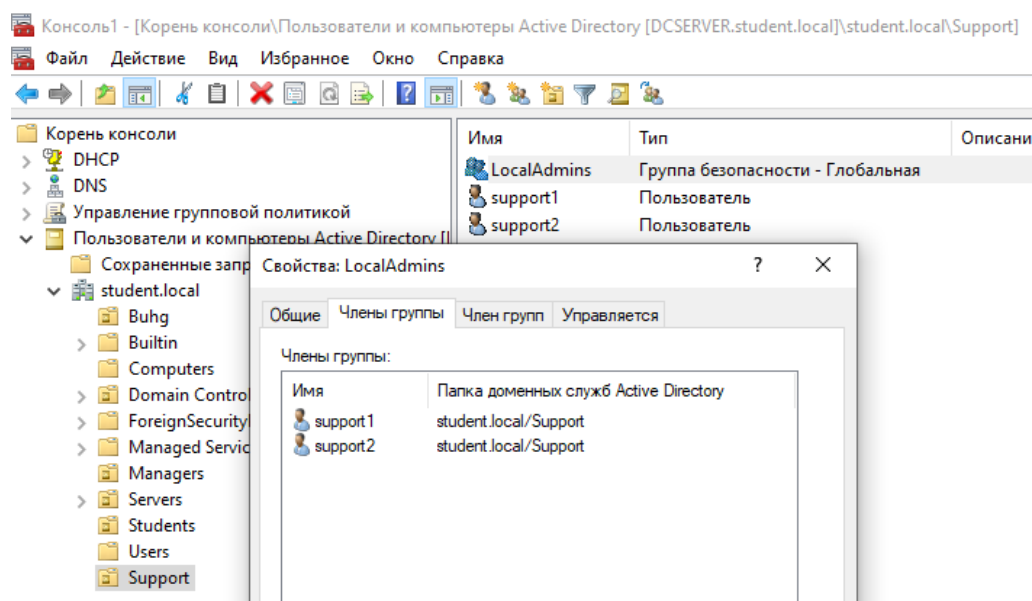 Консоль1 - [Корень консоли\Пользователи и компьютеры Active Directory [DCSERVER.student.local]\student.local\Support]
Файл Действие Вид Избранное Окно Справка
Корень консоли
DHCP
DNS
Управление групповой политикой
Пользователи и компьютеры Active Directory [
Сохраненные запр
student.local
Buhg
Builtin
Computers
Domain Control
ForeignSecurity
Managed Servic
Managers
Servers
Students
Users
Support
Имя Тип Описани
LocalAdmins Группа безопасности - Глобальная
support1 Пользователь
support2 Пользователь
Свойства: LocalAdmins ?
Общие Члены группы Член групп Управляется
Члены группы:
Имя Папка доменных служб Active Directory
support1 student.local/Support
support2 student.local/Support